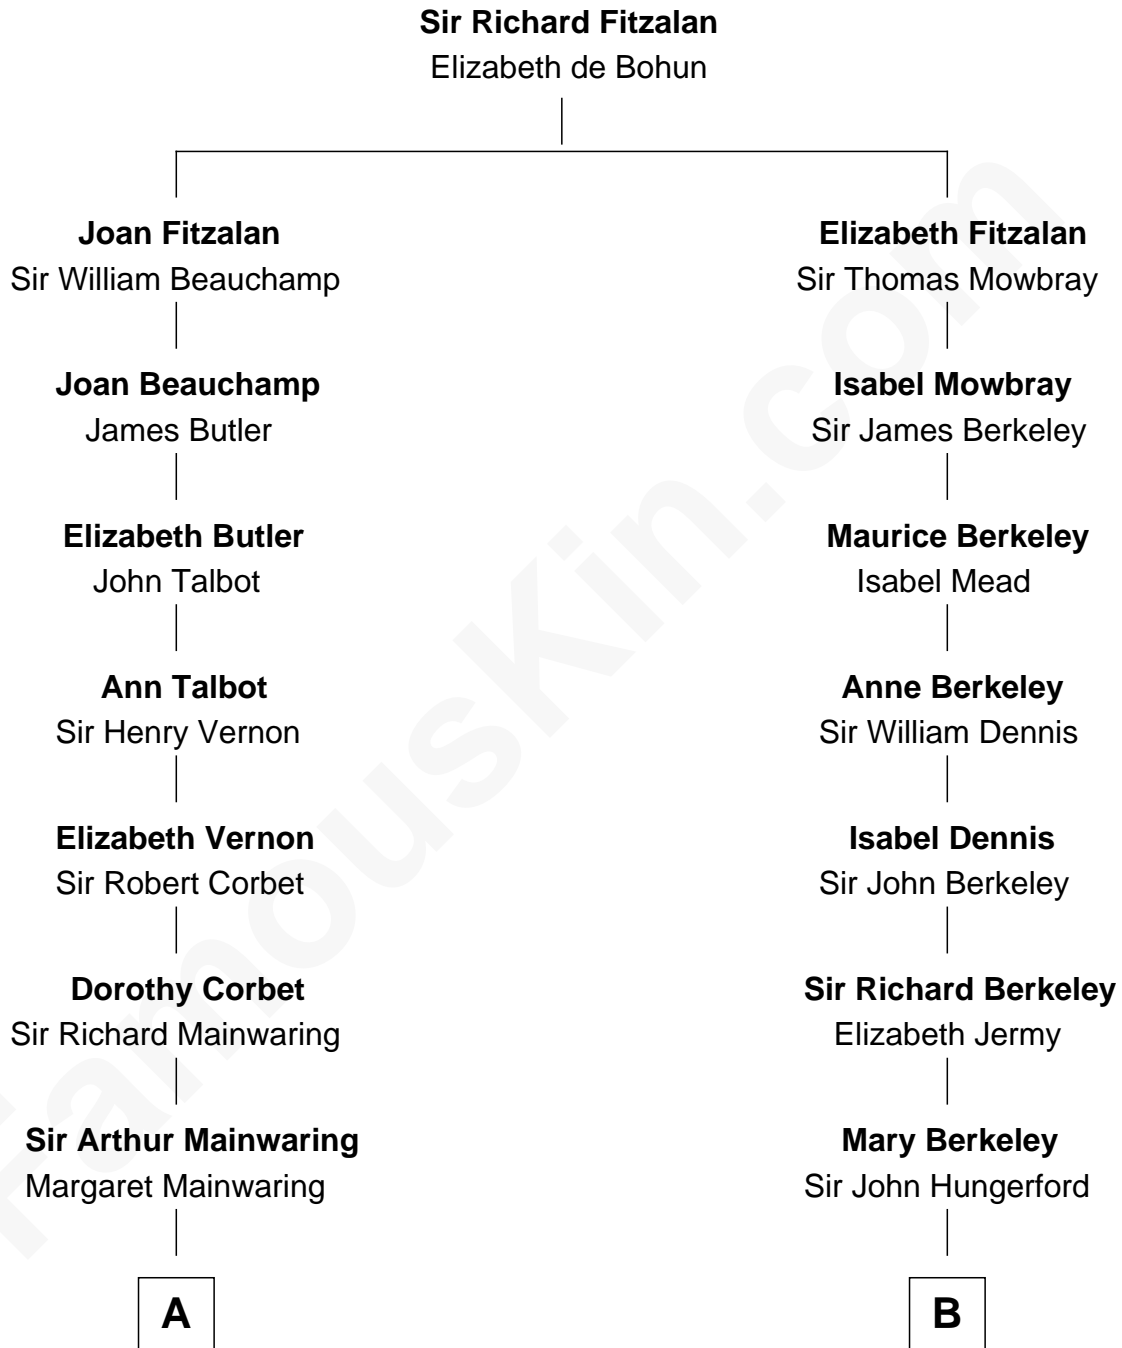 Sir Richard Fitzalan
Elizabeth de Bohun
Joan Fitzalan
Sir William Beauchamp
Elizabeth Fitzalan
Sir Thomas Mowbray
Joan Beauchamp
James Butler
Isabel Mowbray
Sir James Berkeley
Elizabeth Butler
John Talbot
Maurice Berkeley
Isabel Mead
Ann Talbot
Sir Henry Vernon
Anne Berkeley
Sir William Dennis
Elizabeth Vernon
Sir Robert Corbet
Isabel Dennis
Sir John Berkeley
Dorothy Corbet
Sir Richard Mainwaring
Sir Richard Berkeley
Elizabeth Jermy
Sir Arthur Mainwaring
Margaret Mainwaring
Mary Berkeley
Sir John Hungerford
A
B
FamousKin.com